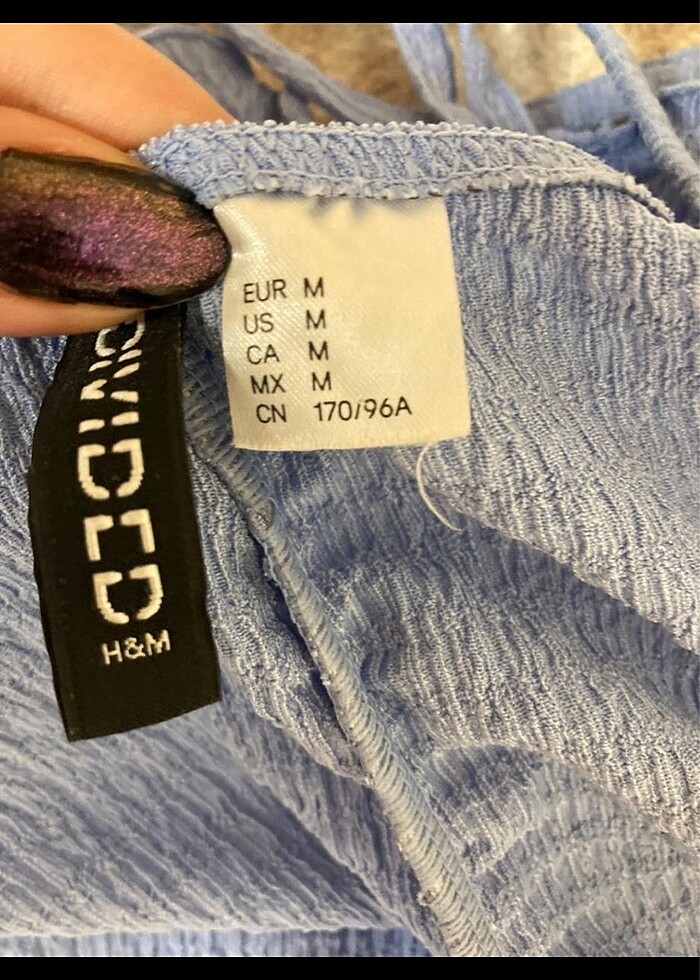 EUR M
US M
CA M
MX M
CN 170/96A
DIVIDED
H&M